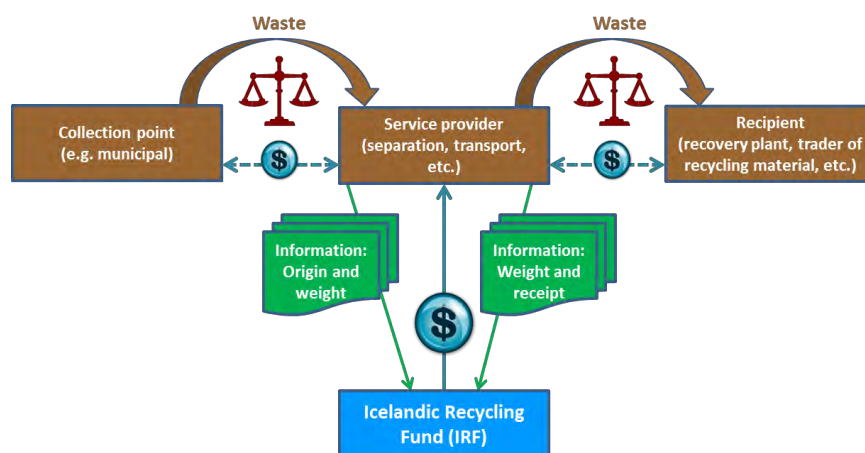 Waste
Waste
Collection point
(e.g. municipal)
Service provider
(separation, transport,
etc.)
Recipient
(recovery plant, trader of
recycling material, etc.)
$
$
Information:
Origin and
weight
Information:
Weight and
receipt
$
Icelandic Recycling
Fund (IRF)